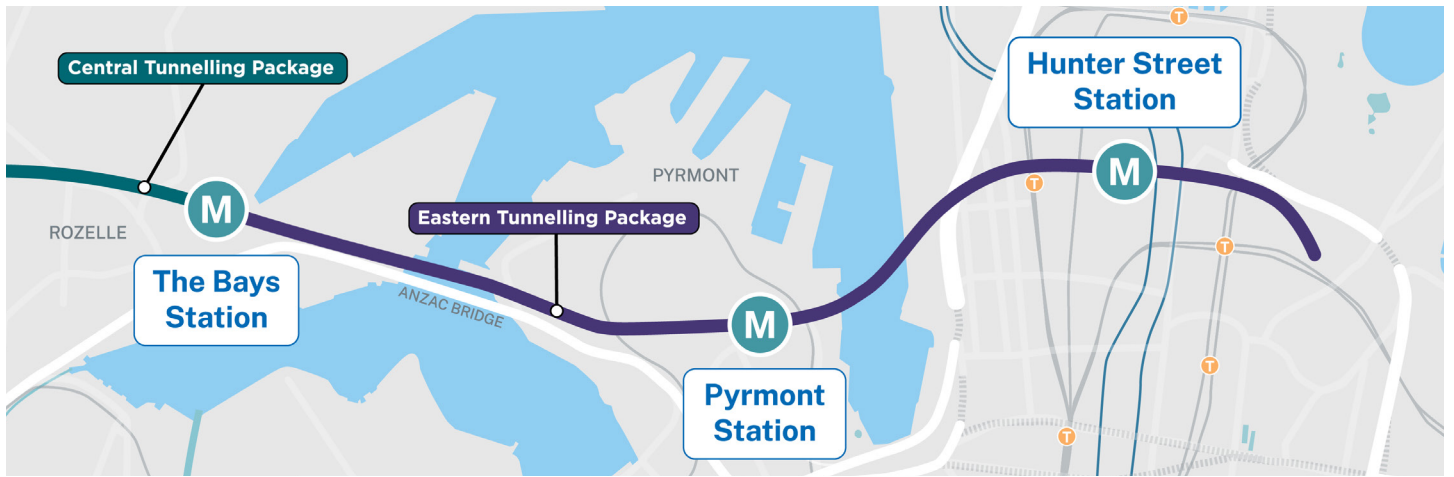 Central Tunnelling Package
Hunter Street
Station
T
M
PYRMONT
T
M
ROZELLE
Eastern Tunnelling Package
T
The Bays
Station
ANZAC BRIDGE
M
T
Pyrmont
Station
T